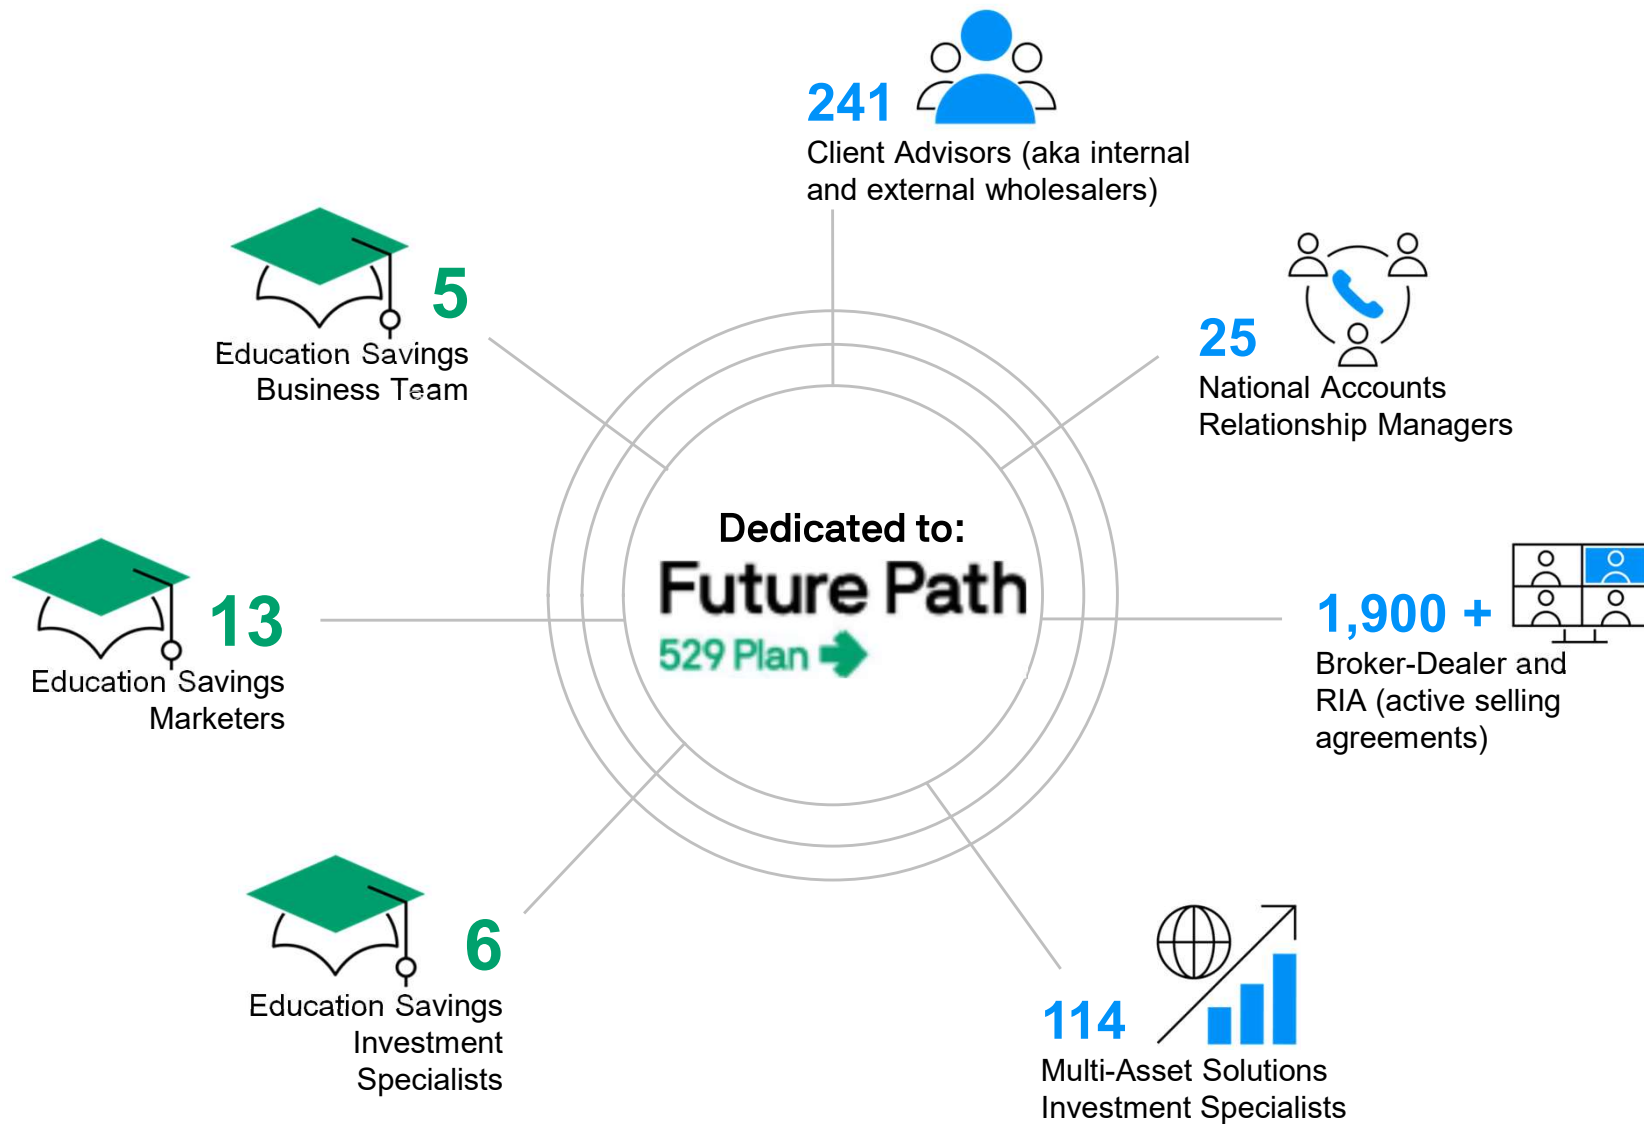 241
Client Advisors (aka internal
and external wholesalers)
5
Education Savings
Business Team
25
National Accounts
Relationship Managers
Dedicated to:
Future Path
529 Plan
13
Education Savings
Marketers
1,900 +
Broker-Dealer and
RIA (active selling
agreements)
6
Education Savings
Investment
Specialists
114
Multi-Asset Solutions
Investment Specialists